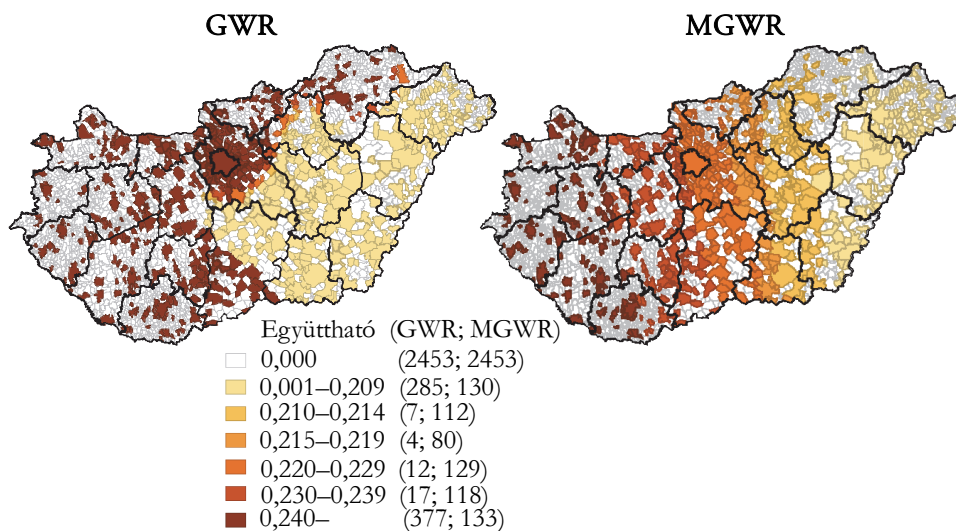 GWR MGWR
Együttható (GWR; MGWR)
0,000 (2453; 2453)
0,001–0,209 (285; 130)
0,210–0,214 (7; 112)
0,215–0,219 (4; 80)
0,220–0,229 (12; 129)
0,230–0,239 (17; 118)
0,240– (377; 133)